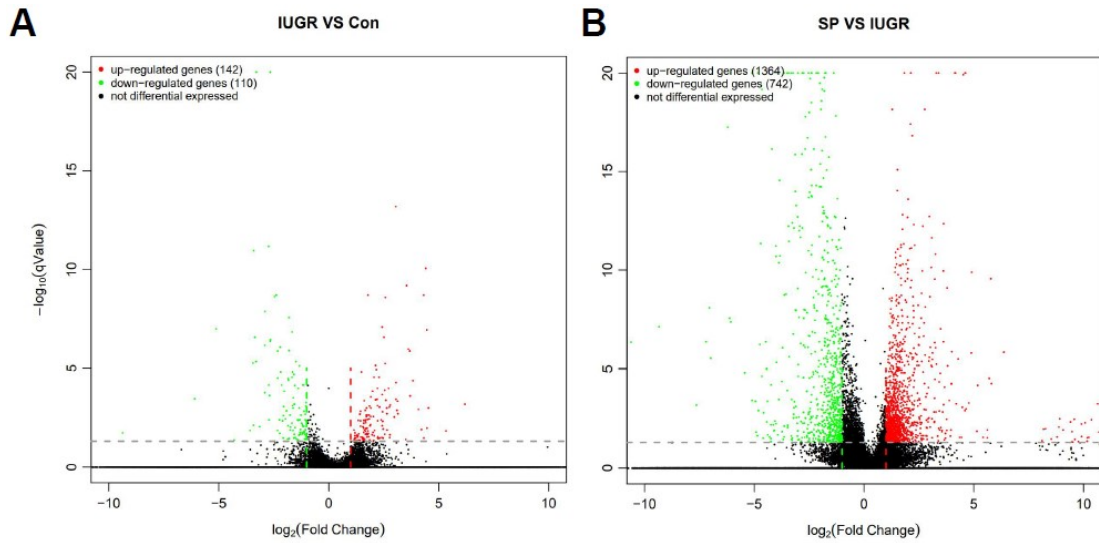 A
IUGR VS Con
up−regulated genes (142)
down−regulated genes (110)
not differential expressed
20
15
10
5
0
−log10(qValue)
−10
−5
0
5
10
log2(Fold Change)
B
SP VS IUGR
up−regulated genes (1364)
down−regulated genes (742)
not differential expressed
20
15
10
5
0
−10
−5
0
5
10
log2(Fold Change)